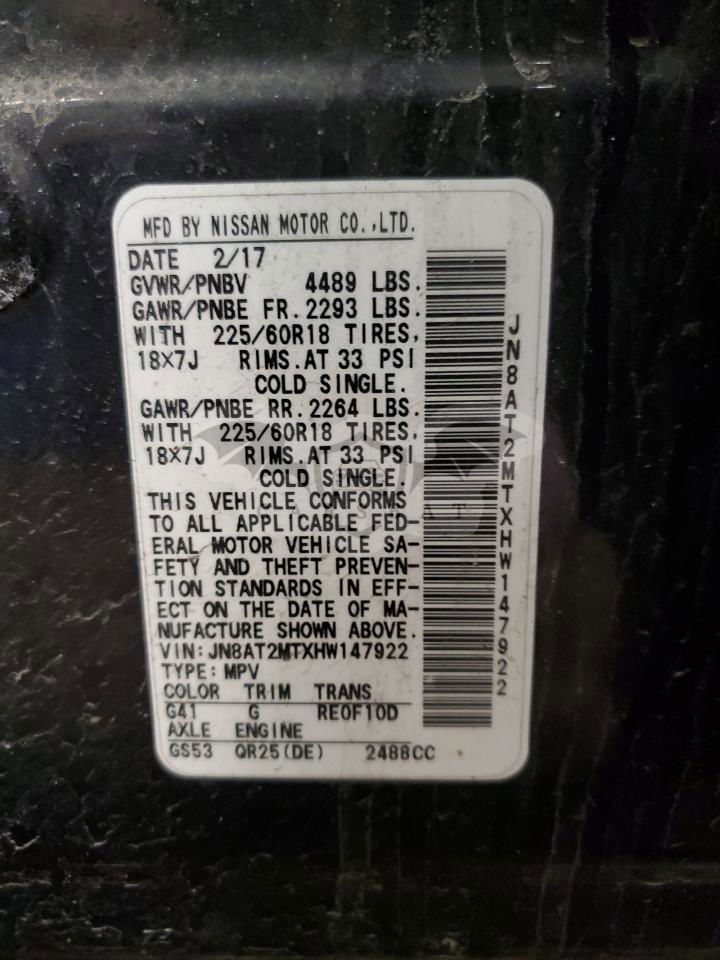 MFD BY NISSAN MOTOR CO.,LTD.
DATE 2/17
GVWR/PNBV 4489 LBS.
GAWR/PNBE FR. 2293 LBS.
WITH 225/60R18 TIRES,
18X7J RIMS. AT 33 PSI
COLD SINGLE.
GAWR/PNBE RR. 2264 LBS.
WITH 225/60R18 TIRES,
18X7J RIMS. AT 33 PSI
COLD SINGLE.
THIS VEHICLE CONFORMS
TO ALL APPLICABLE FED-
ERAL MOTOR VEHICLE SA-
FETY AND THEFT PREVEN-
TION STANDARDS IN EFF-
ECT ON THE DATE OF MA-
NUFACTURE SHOWN ABOVE.
VIN: JN8AT2MTXHW147922
TYPE: MPV
COLOR TRIM TRANS
G41 G RE0F10D
AXLE ENGINE
GS53 QR25(DE) 2488CC
JN8AT2MTXHW147922